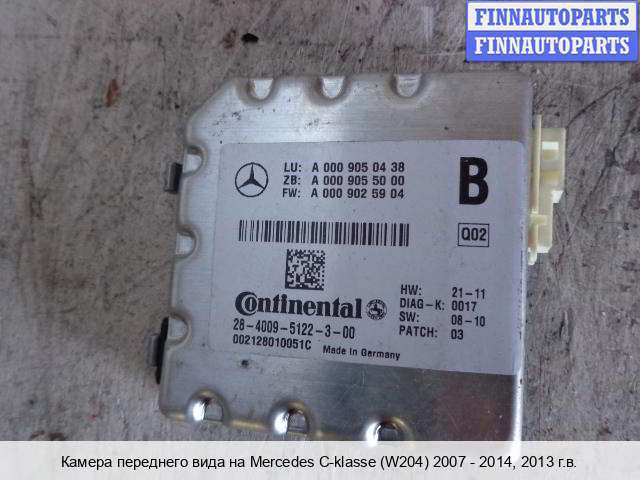 FINNAUTOPARTS
FINNAUTOPARTS
LU: A 000 905 04 38
ZB: A 000 905 50 00
FW: A 000 902 59 04
B
Q02
HW: 21-11
DIAG-K: 0017
SW: 08-10
PATCH: 03
Continental
28-4009-5122-3-00
002128010051C Made in Germany
Камера переднего вида на Mercedes C-klasse (W204) 2007 - 2014, 2013 г.в.